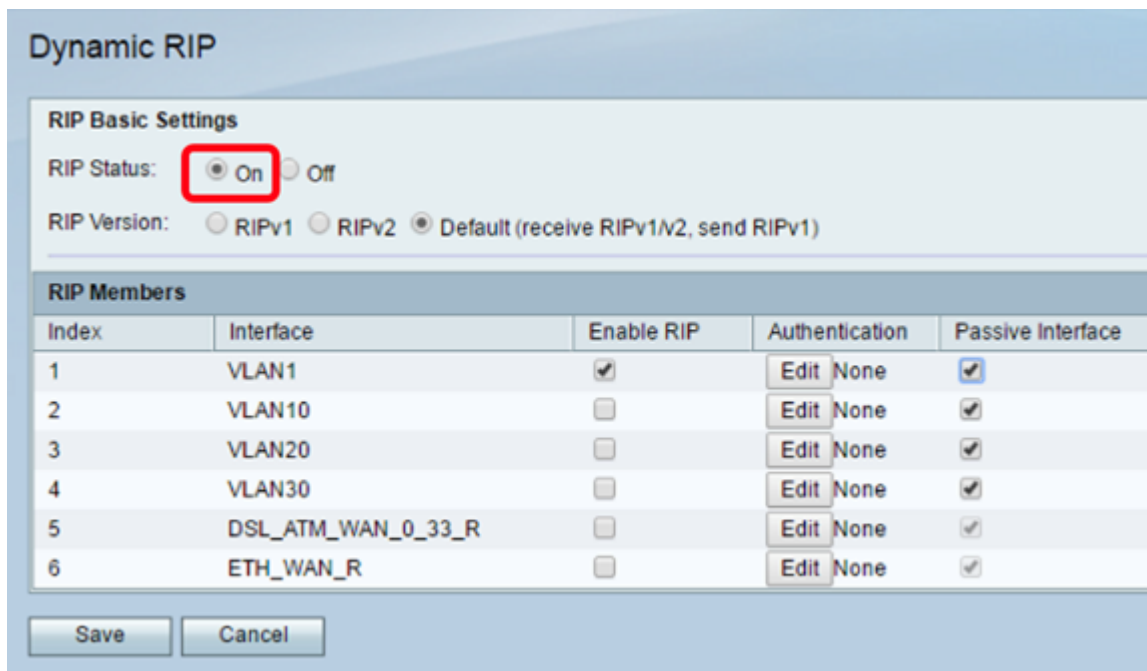 Dynamic RIP
RIP Basic Settings
RIP Status: On Off
RIP Version: RIPv1 RIPv2 Default (receive RIPv1/v2, send RIPv1)
RIP Members
Index Interface Enable RIP Authentication Passive Interface
1 VLAN1 Edit None
2 VLAN10 Edit None
3 VLAN20 Edit None
4 VLAN30 Edit None
5 DSL_ATM_WAN_0_33_R Edit None
6 ETH_WAN_R Edit None
Save Cancel